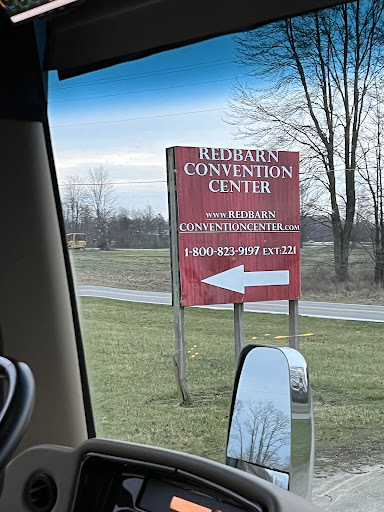 REDBARN
CONVENTION
CENTER
WWW.REDBARN
CONVENTIONCENTER.COM
1-800-823-9197 EXT:221